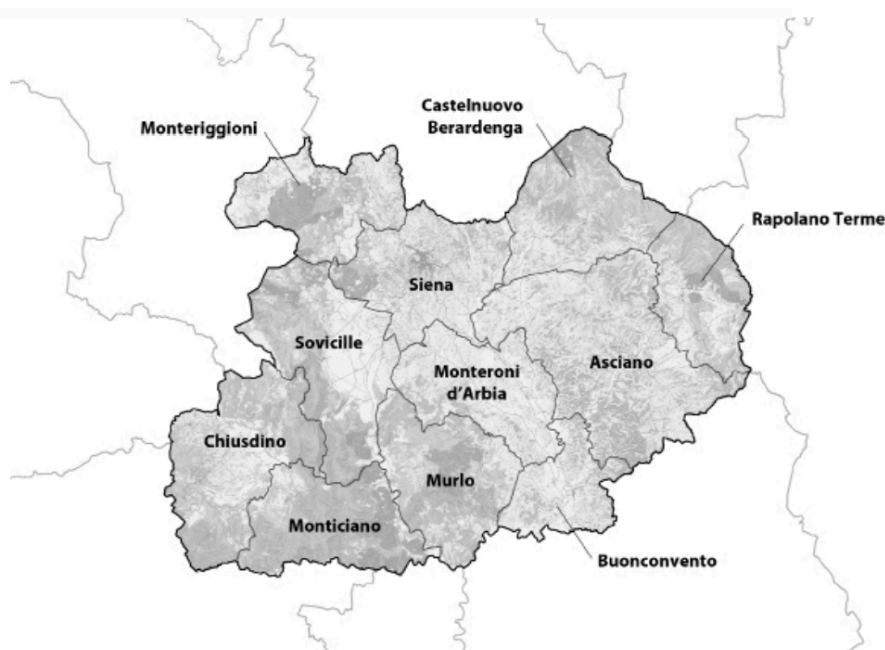 Castelnuovo
Berardenga
Monteriggioni
Rapolano Terme
Siena
Sovicille
Asciano
Monteroni
d'Arbia
Chiusdino
Murlo
Monticiano
Buonconvento